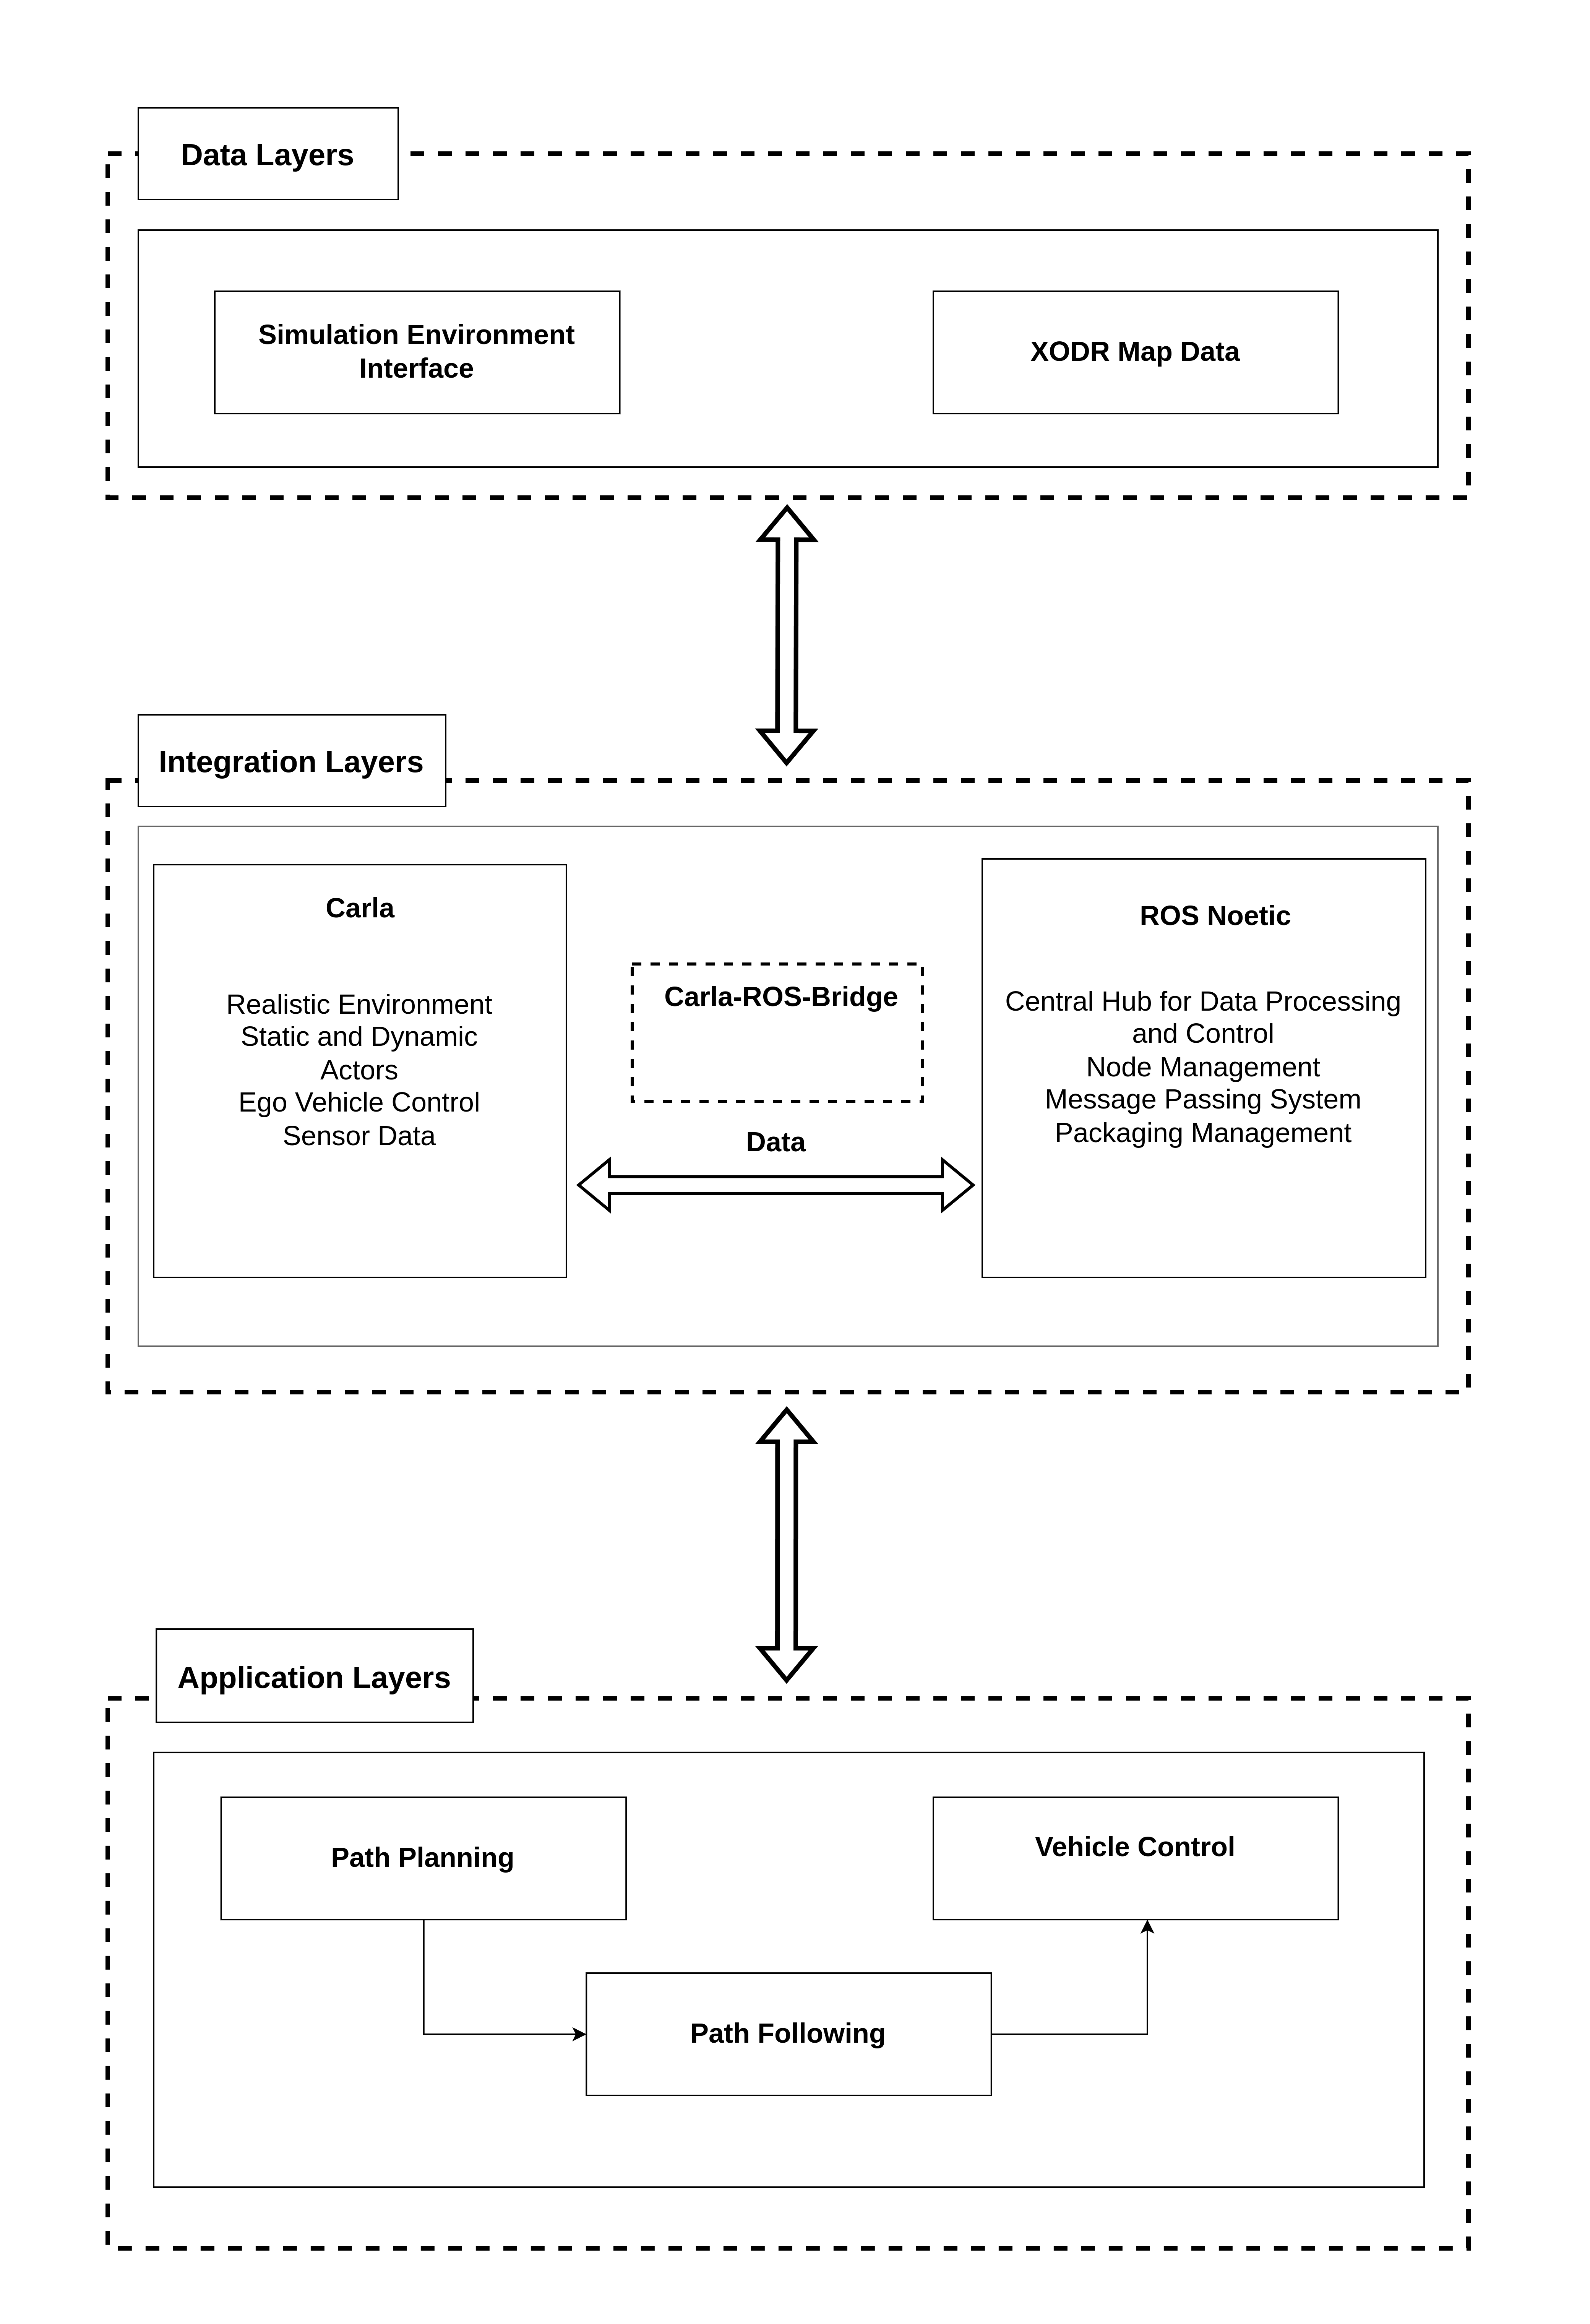 Data Layers
Simulation Environment
Interface
XODR Map Data
Integration Layers
Carla
Realistic Environment
Static and Dynamic
Actors
Ego Vehicle Control
Sensor Data
Carla-ROS-Bridge
Data
ROS Noetic
Central Hub for Data Processing
and Control
Node Management
Message Passing System
Packaging Management
Application Layers
Path Planning
Vehicle Control
Path Following